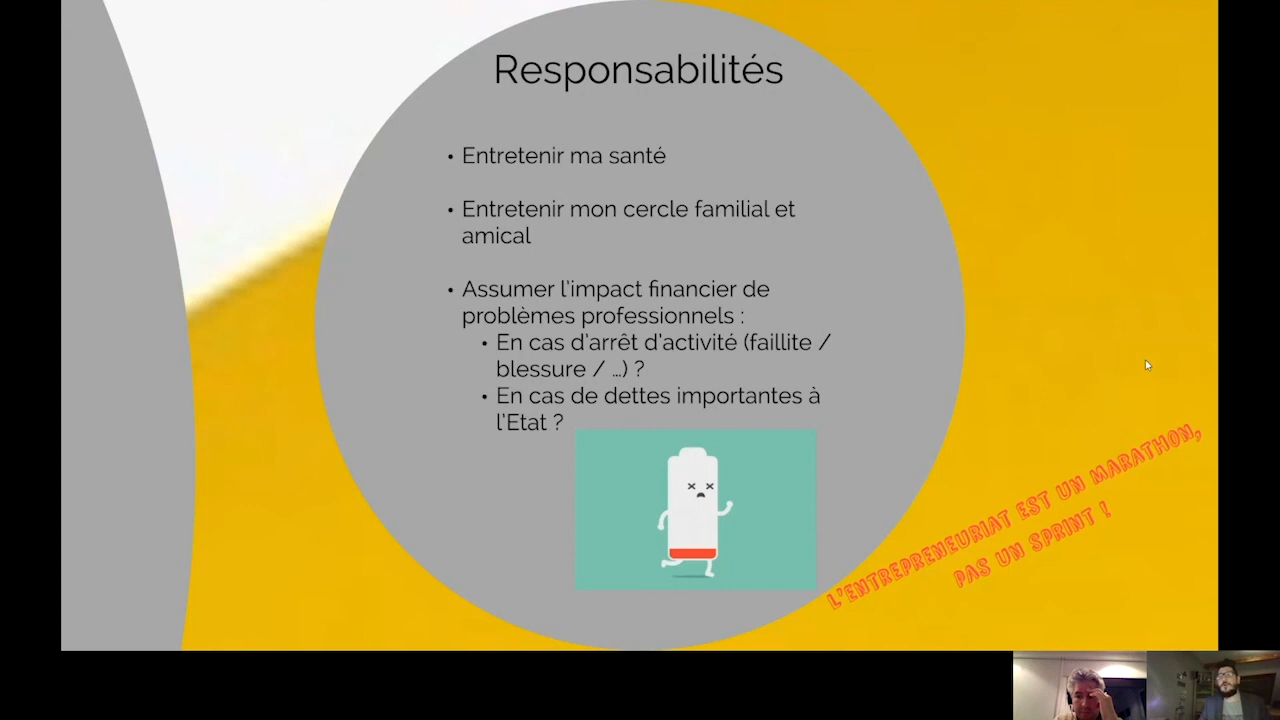 Responsabilités
• Entretenir ma santé
• Entretenir mon cercle familial et
amical
• Assumer l'impact financier de
problèmes professionnels :
• En cas d'arrêt d'activité (faillite /
blessure / …) ?
• En cas de dettes importantes à
l'Etat ?
L'ENTREPRENEURIAT EST UN MARATHON,
PAS UN SPRINT !